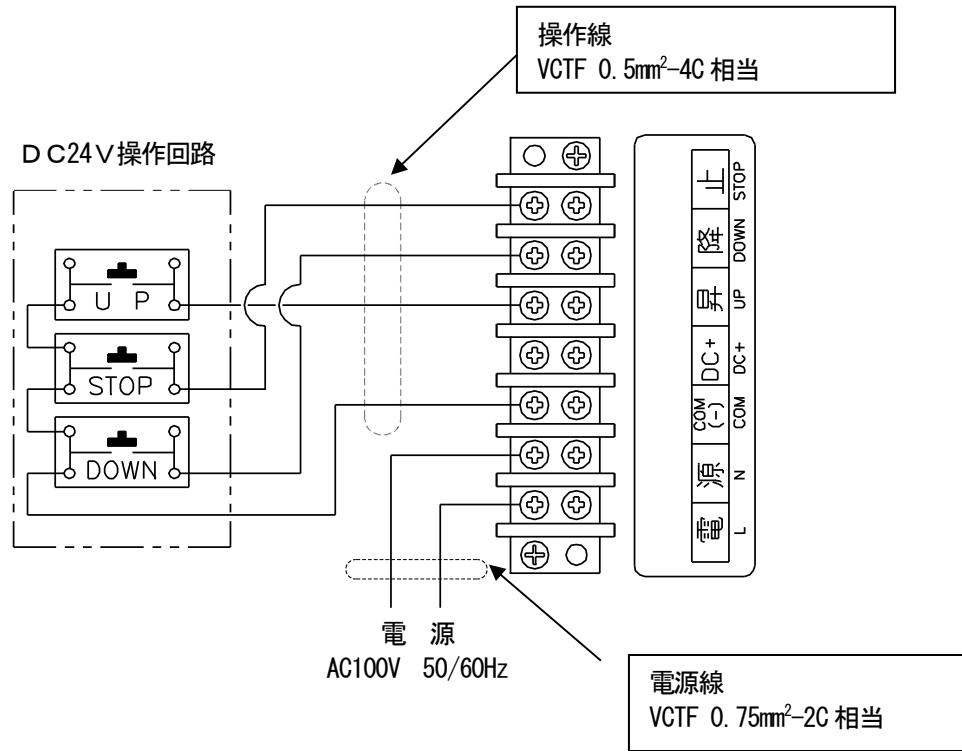 操作線
VCTF 0.5mm²-4C 相当
DC24V操作回路
UP
STOP
DOWN
止 STOP
降 DOWN
昇 UP
DC+ DC+
COM(-) COM
源 N
電 L
電 源
AC100V 50/60Hz
電源線
VCTF 0.75mm²-2C 相当